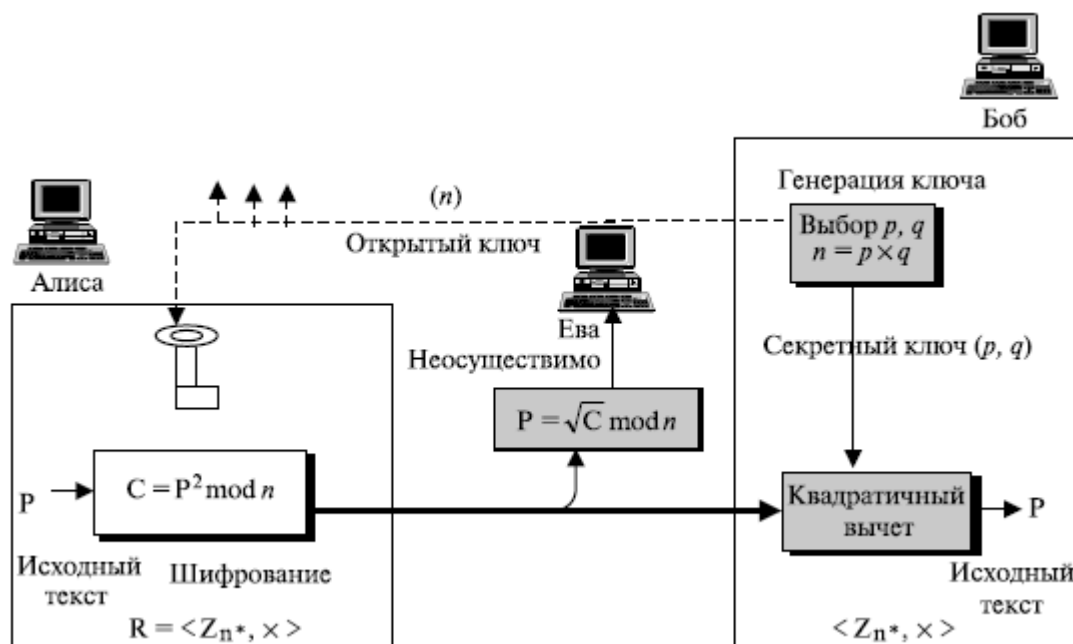 Боб
Генерация ключа
Выбор p, q
n = p × q
(n)
Открытый ключ
Алиса
Ева
Неосуществимо
Секретный ключ (p, q)
P = √C mod n
P
C = P² mod n
Квадратичный
вычет
P
Исходный
текст
Шифрование
R = < Zn*, × >
Исходный
текст
< Zn*, × >